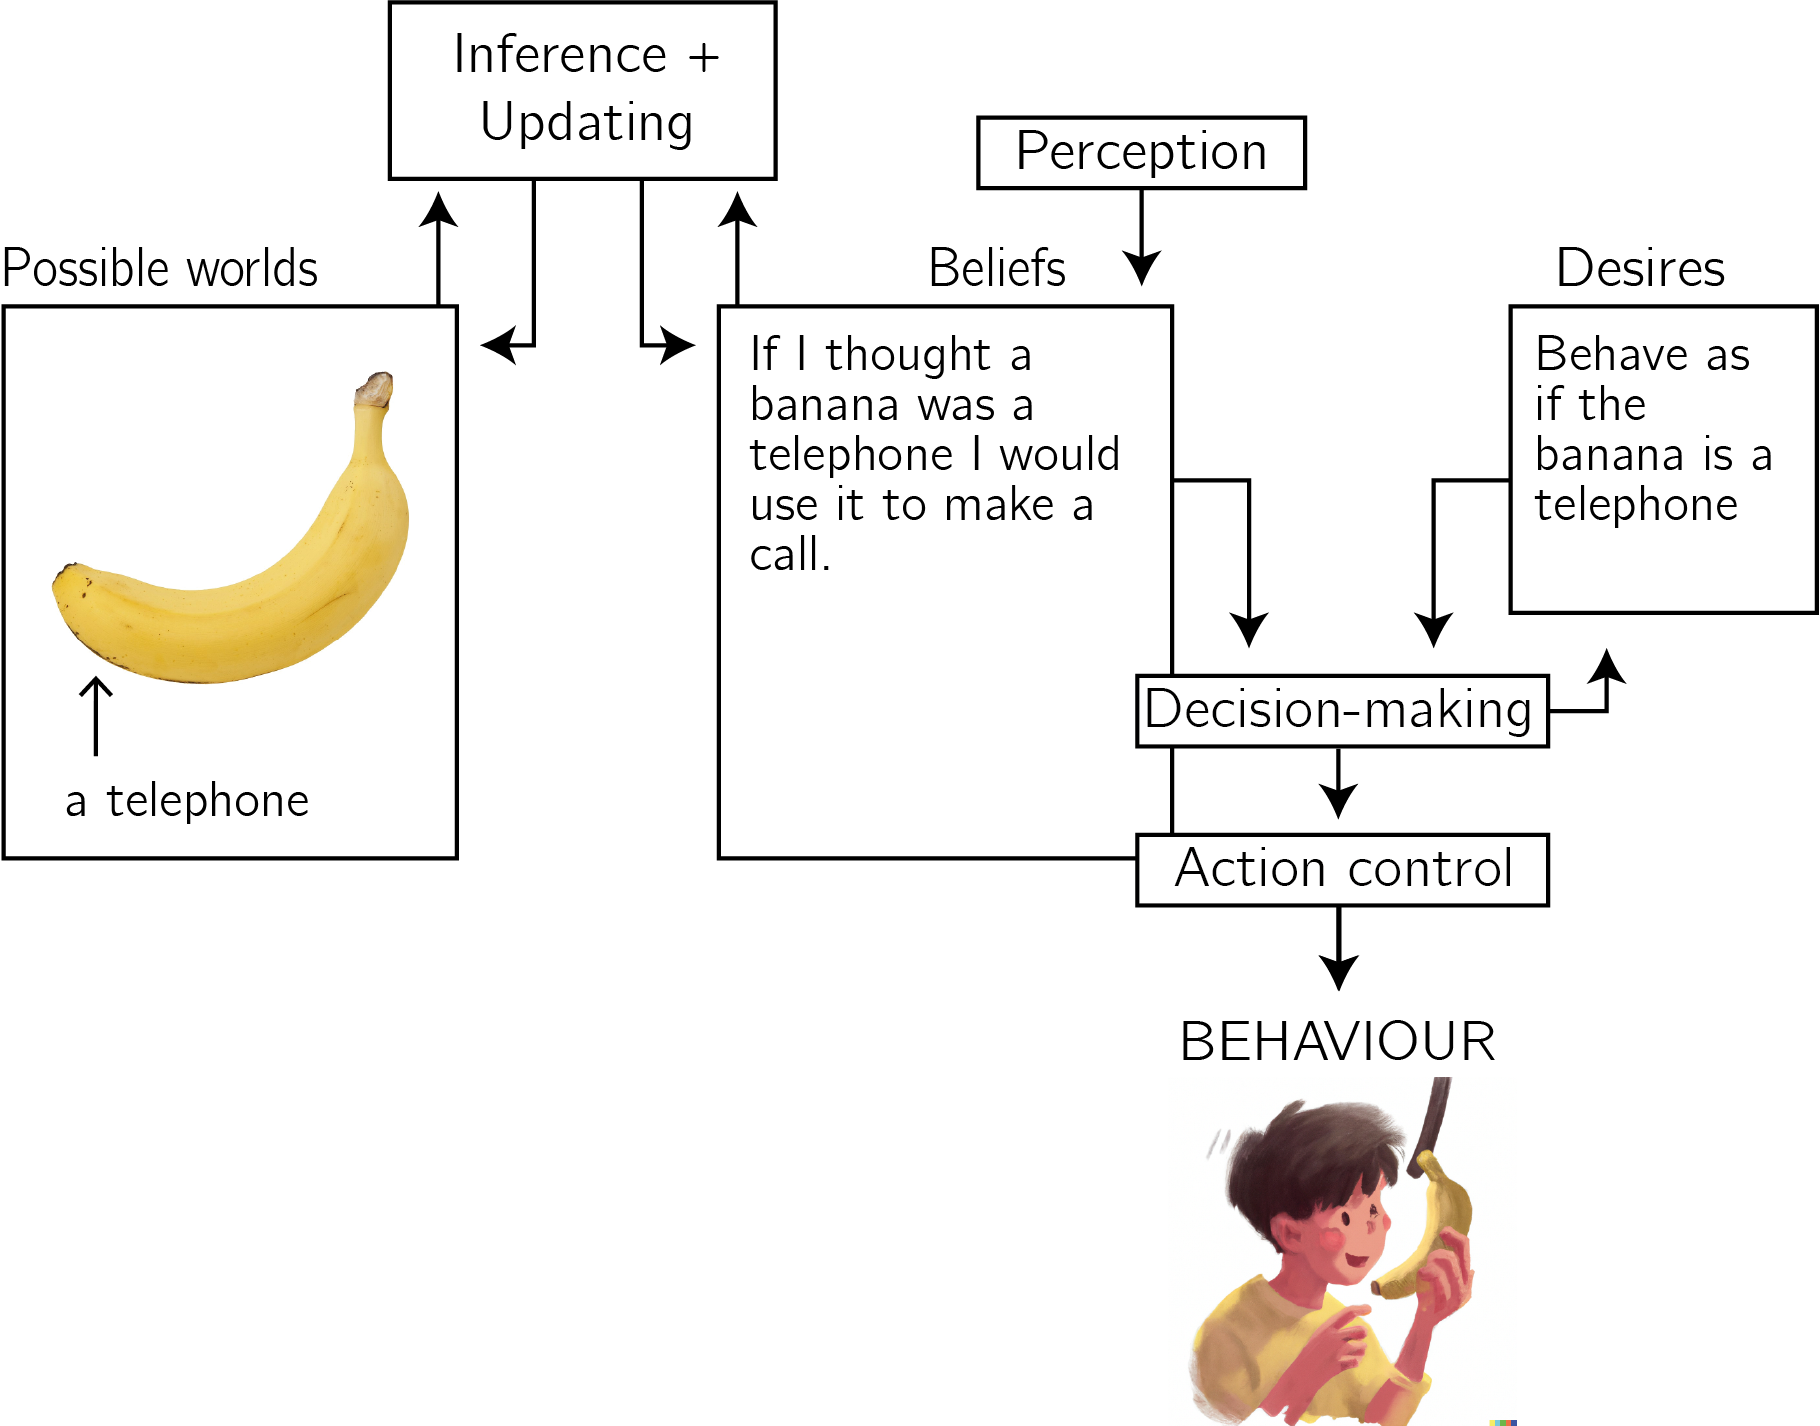 Inference +
Updating
Perception
Possible worlds
Beliefs
Desires
If I thought a
banana was a
telephone I would
use it to make a
call.
Behave as
if the
banana is a
telephone
a telephone
Decision-making
Action control
BEHAVIOUR